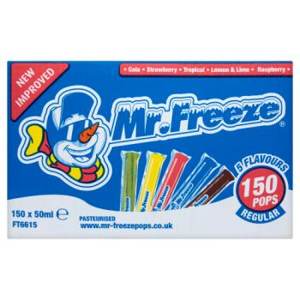 NEW
IMPROVED
• Cola • Strawberry • Tropical • Lemon & Lime • Raspberry •
Mr. Freeze
5 FLAVOURS
150
POPS
REGULAR
150 x 50ml e
FT6615
PASTEURISED
www.mr-freezepops.co.uk